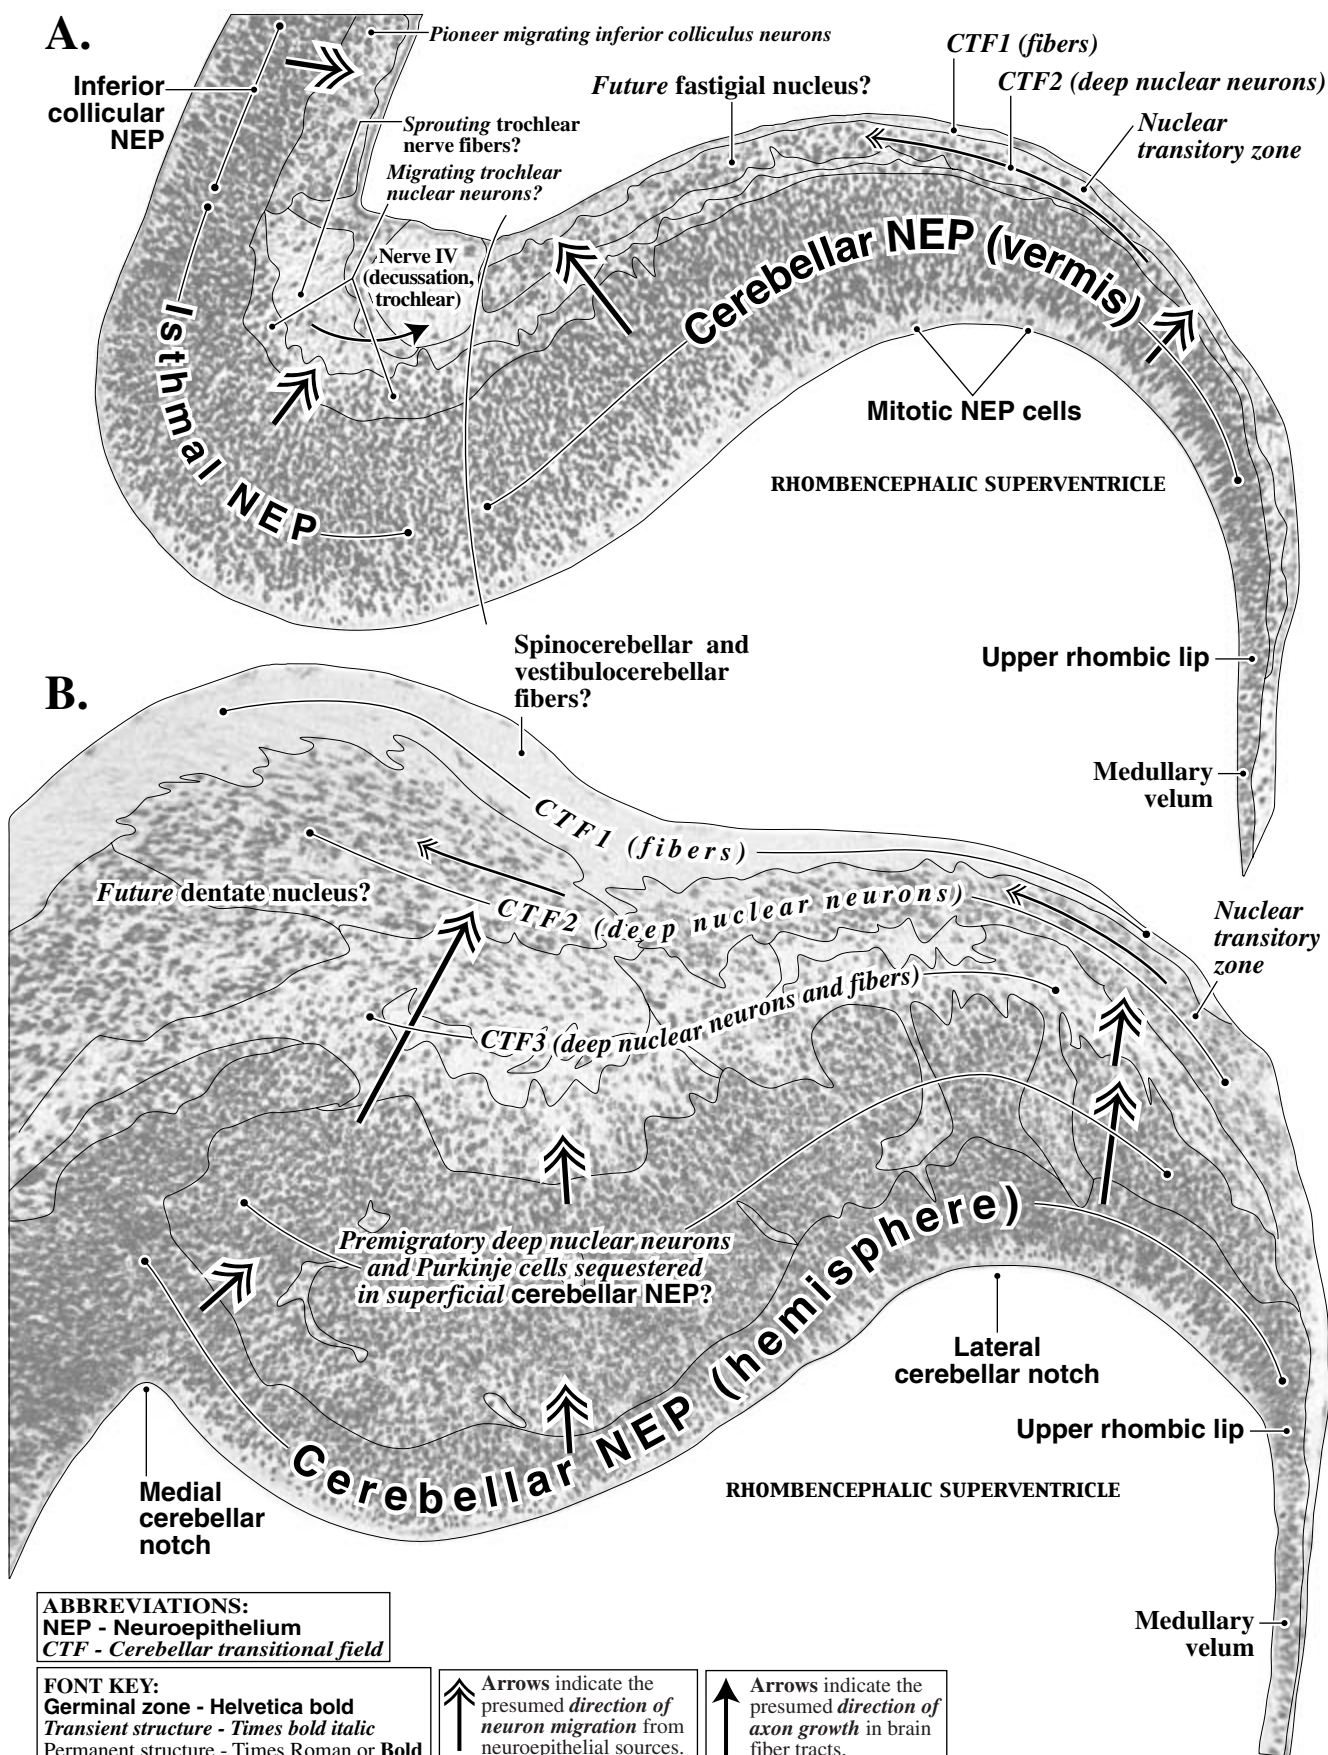 A.
Pioneer migrating inferior colliculus neurons
Inferior
collicular
NEP
CTF1 (fibers)
CTF2 (deep nuclear neurons)
Future fastigial nucleus?
Nuclear
transitory zone
Sprouting trochlear
nerve fibers?
Migrating trochlear
nuclear neurons?
Nerve IV
(decussation,
trochlear)
Cerebellar NEP (vermis)
Isthmal NEP
Mitotic NEP cells
RHOMBENCEPHALIC SUPERVENTRICLE
Spinocerebellar and
vestibulocerebellar
fibers?
Upper rhombic lip
Medullary
velum
B.
CTF1 (fibers)
Future dentate nucleus?
CTF2 (deep nuclear neurons)
Nuclear
transitory
zone
CTF3 (deep nuclear neurons and fibers)
Premigratory deep nuclear neurons
and Purkinje cells sequestered
in superficial cerebellar NEP?
Cerebellar NEP (hemisphere)
Lateral
cerebellar notch
Upper rhombic lip
RHOMBENCEPHALIC SUPERVENTRICLE
Medial
cerebellar
notch
Medullary
velum
ABBREVIATIONS:
NEP - Neuroepithelium
CTF - Cerebellar transitional field
FONT KEY:
Germinal zone - Helvetica bold
Transient structure - Times bold italic
Permanent structure - Times Roman or Bold
Arrows indicate the
presumed direction of
neuron migration from
neuroepithelial sources.
Arrows indicate the
presumed direction of
axon growth in brain
fiber tracts.